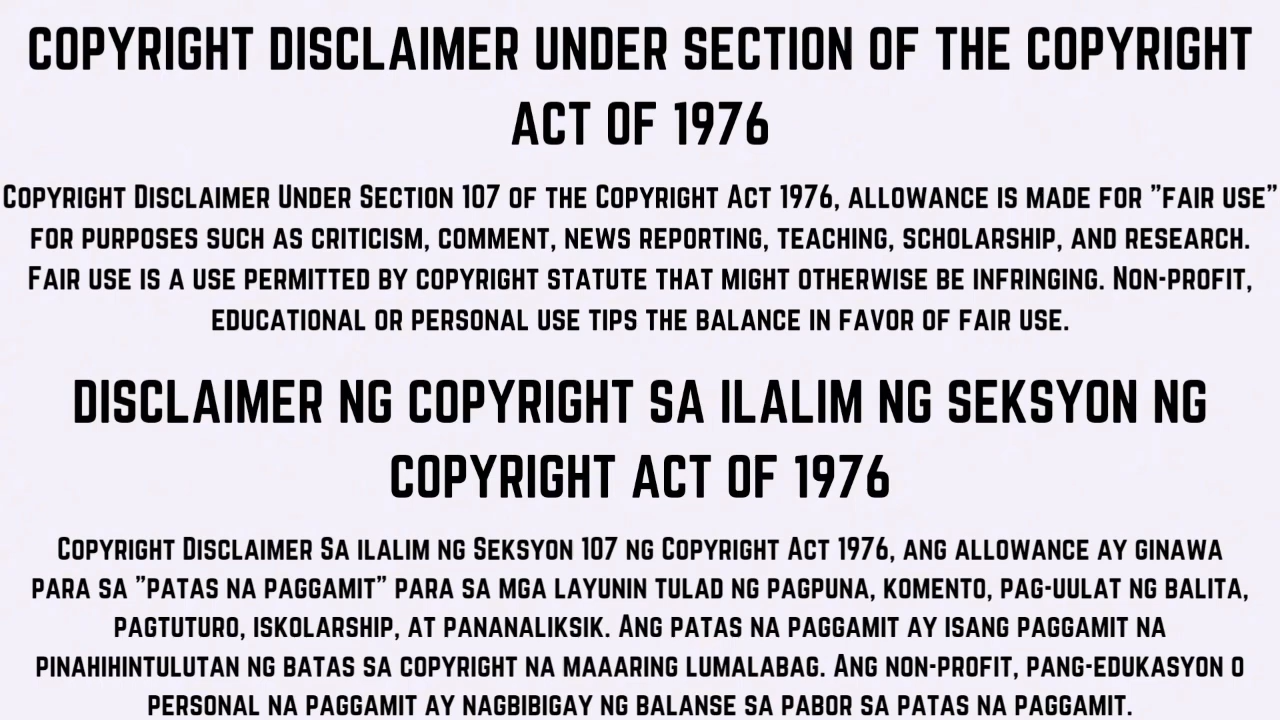 COPYRIGHT DISCLAIMER UNDER SECTION OF THE COPYRIGHT
ACT OF 1976
COPYRIGHT DISCLAIMER UNDER SECTION 107 OF THE COPYRIGHT ACT 1976, ALLOWANCE IS MADE FOR "FAIR USE"
FOR PURPOSES SUCH AS CRITICISM, COMMENT, NEWS REPORTING, TEACHING, SCHOLARSHIP, AND RESEARCH.
FAIR USE IS A USE PERMITTED BY COPYRIGHT STATUTE THAT MIGHT OTHERWISE BE INFRINGING. NON-PROFIT,
EDUCATIONAL OR PERSONAL USE TIPS THE BALANCE IN FAVOR OF FAIR USE.
DISCLAIMER NG COPYRIGHT SA ILALIM NG SEKSYON NG
COPYRIGHT ACT OF 1976
COPYRIGHT DISCLAIMER SA ILALIM NG SEKSYON 107 NG COPYRIGHT ACT 1976, ANG ALLOWANCE AY GINAWA
PARA SA "PATAS NA PAGGAMIT" PARA SA MGA LAYUNIN TULAD NG PAGPUNA, KOMENTO, PAG-UULAT NG BALITA,
PAGTUTURO, ISKOLARSHIP, AT PANANALIKSIK. ANG PATAS NA PAGGAMIT AY ISANG PAGGAMIT NA
PINAHIHINTULUTAN NG BATAS SA COPYRIGHT NA MAAARING LUMALABAG. ANG NON-PROFIT, PANG-EDUKASYON O
PERSONAL NA PAGGAMIT AY NAGBIBIGAY NG BALANSE SA PABOR SA PATAS NA PAGGAMIT.